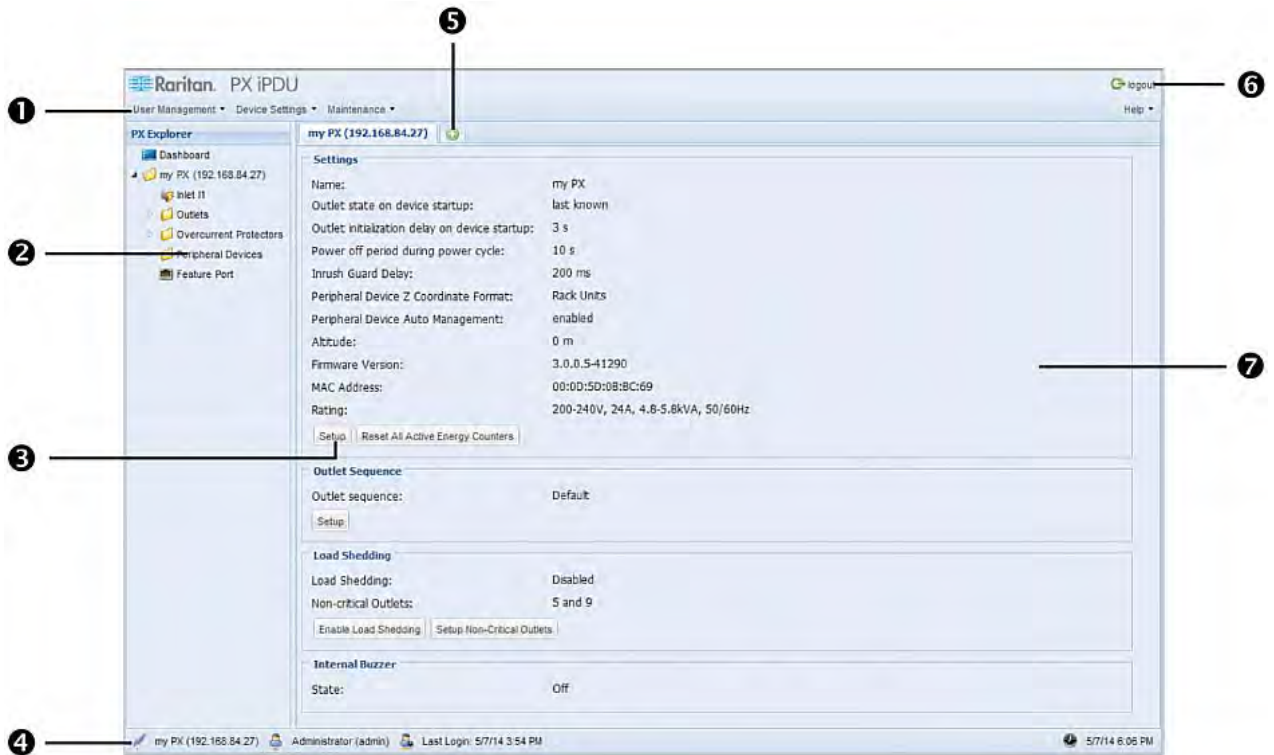 5
Raritan. PX iPDU
logout
6
1
User Management Device Settings Maintenance
Help
PX Explorer
my PX (192.168.84.27)
Dashboard
my PX (192.168.84.27)
Inlet I1
Outlets
Overcurrent Protectors
2
Peripheral Devices
Feature Port
Settings
Name: my PX
Outlet state on device startup: last known
Outlet initialization delay on device startup: 3 s
Power off period during power cycle: 10 s
Inrush Guard Delay: 200 ms
Peripheral Device Z Coordinate Format: Rack Units
Peripheral Device Auto Management: enabled
Altitude: 0 m
Firmware Version: 3.0.0.5-41290
7
MAC Address: 00:0D:5D:08:BC:69
Rating: 200-240V, 24A, 4.8-5.8kVA, 50/60Hz
3
Setup Reset All Active Energy Counters
Outlet Sequence
Outlet sequence: Default
Setup
Load Shedding
Load Shedding: Disabled
Non-critical Outlets: 5 and 9
Enable Load Shedding Setup Non-Critical Outlets
Internal Buzzer
State: Off
4
my PX (192.168.84.27) Administrator (admin) Last Login: 5/7/14 3:54 PM 5/7/14 6:06 PM